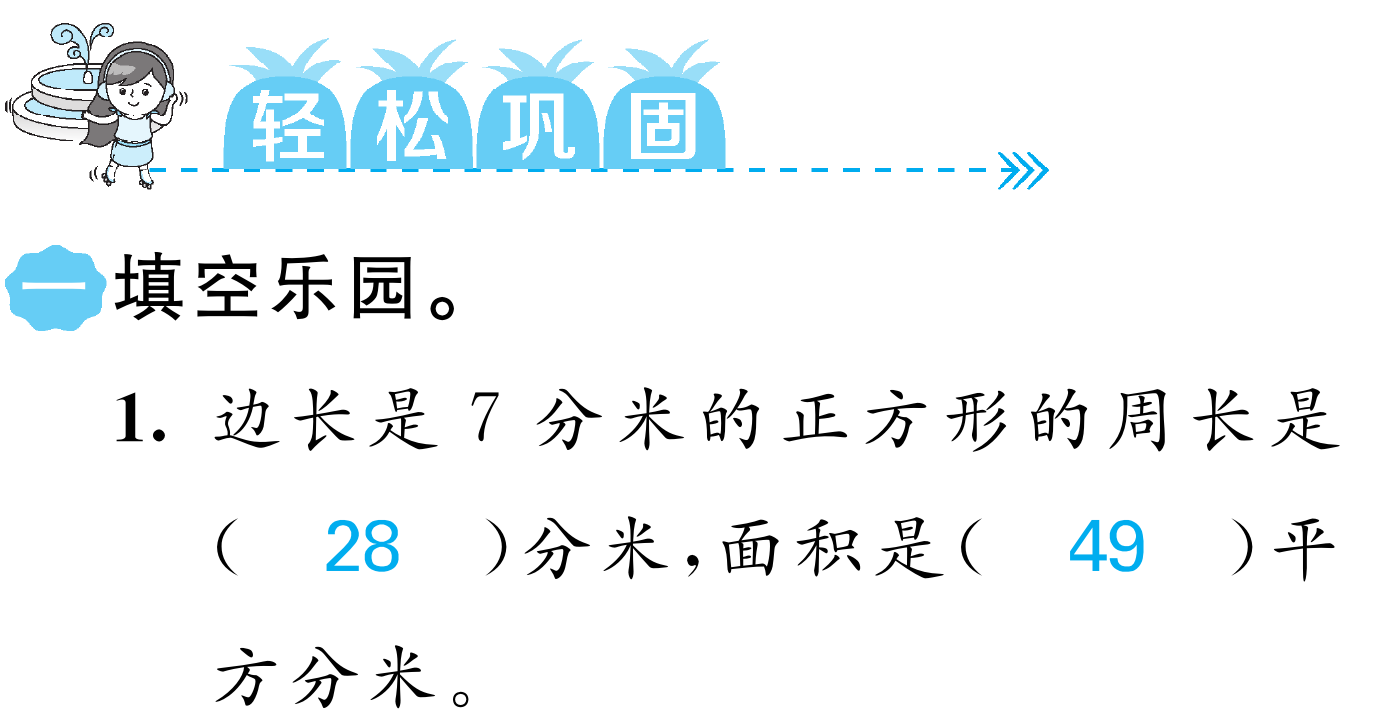 轻松巩固
一 填空乐园。
1. 边长是 7 分米的正方形的周长是
( 28 )分米,面积是( 49 )平
方分米。